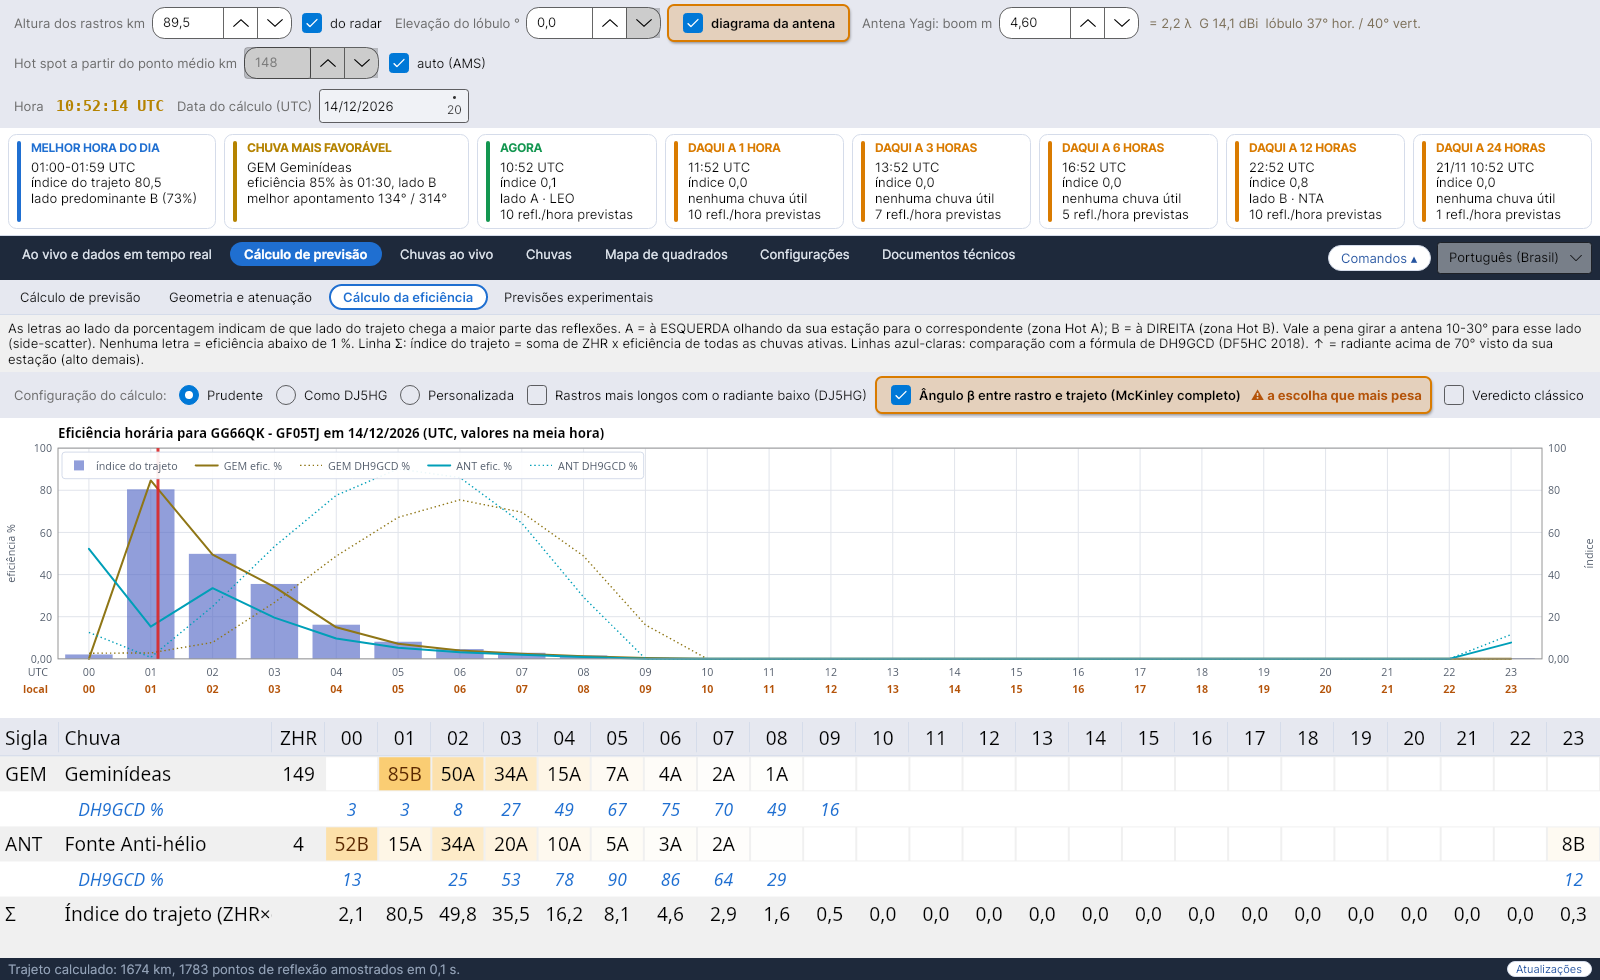 Altura dos rastros km 89,5 do radar Elevação do lóbulo ° 0,0 diagrama da antena Antena Yagi: boom m 4,60 = 2,2 λ G 14,1 dBi lóbulo 37° hor. / 40° vert.
Hot spot a partir do ponto médio km 148 auto (AMS)
Hora 10:52:14 UTC Data do cálculo (UTC) 14/12/2026 20
MELHOR HORA DO DIA
01:00-01:59 UTC
índice do trajeto 80,5
lado predominante B (73%)
CHUVA MAIS FAVORÁVEL
GEM Geminídeas
eficiência 85% às 01:30, lado B
melhor apontamento 134° / 314°
AGORA
10:52 UTC
índice 0,1
lado A · LEO
10 refl./hora previstas
DAQUI A 1 HORA
11:52 UTC
índice 0,0
nenhuma chuva útil
10 refl./hora previstas
DAQUI A 3 HORAS
13:52 UTC
índice 0,0
nenhuma chuva útil
7 refl./hora previstas
DAQUI A 6 HORAS
16:52 UTC
índice 0,0
nenhuma chuva útil
5 refl./hora previstas
DAQUI A 12 HORAS
22:52 UTC
índice 0,8
lado B · NTA
10 refl./hora previstas
DAQUI A 24 HORAS
21/11 10:52 UTC
índice 0,0
nenhuma chuva útil
1 refl./hora previstas
Ao vivo e dados em tempo real Cálculo de previsão Chuvas ao vivo Chuvas Mapa de quadrados Configurações Documentos técnicos Comandos ▴ Português (Brasil)
Cálculo de previsão Geometria e atenuação Cálculo da eficiência Previsões experimentais
As letras ao lado da porcentagem indicam de que lado do trajeto chega a maior parte das reflexões. A = à ESQUERDA olhando da sua estação para o correspondente (zona Hot A); B = à DIREITA (zona Hot B). Vale a pena girar a antena 10-30° para esse lado
(side-scatter). Nenhuma letra = eficiência abaixo de 1 %. Linha Σ: índice do trajeto = soma de ZHR x eficiência de todas as chuvas ativas. Linhas azul-claras: comparação com a fórmula de DH9GCD (DF5HC 2018). ↑ = radiante acima de 70° visto da sua
estação (alto demais).
Configuração do cálculo: Prudente Como DJ5HG Personalizada Rastros mais longos com o radiante baixo (DJ5HG) Ângulo β entre rastro e trajeto (McKinley completo) ⚠ a escolha que mais pesa Veredicto clássico
Eficiência horária para GG66QK - GF05TJ em 14/12/2026 (UTC, valores na meia hora)
índice do trajeto GEM efic. % GEM DH9GCD % ANT efic. % ANT DH9GCD %
100 100
80 80
60 60
40 40
20 20
0,00 0,00
eficiência %
índice
UTC 00 01 02 03 04 05 06 07 08 09 10 11 12 13 14 15 16 17 18 19 20 21 22 23
local 00 01 02 03 04 05 06 07 08 09 10 11 12 13 14 15 16 17 18 19 20 21 22 23
Sigla Chuva ZHR 00 01 02 03 04 05 06 07 08 09 10 11 12 13 14 15 16 17 18 19 20 21 22 23
GEM Geminídeas 149 85B 50A 34A 15A 7A 4A 2A 1A
DH9GCD % 3 3 8 27 49 67 75 70 49 16
ANT Fonte Anti-hélio 4 52B 15A 34A 20A 10A 5A 3A 2A 8B
DH9GCD % 13 25 53 78 90 86 64 29 12
Σ Índice do trajeto (ZHR× 2,1 80,5 49,8 35,5 16,2 8,1 4,6 2,9 1,6 0,5 0,0 0,0 0,0 0,0 0,0 0,0 0,0 0,0 0,0 0,0 0,0 0,0 0,0 0,3
Trajeto calculado: 1674 km, 1783 pontos de reflexão amostrados em 0,1 s. Atualizações